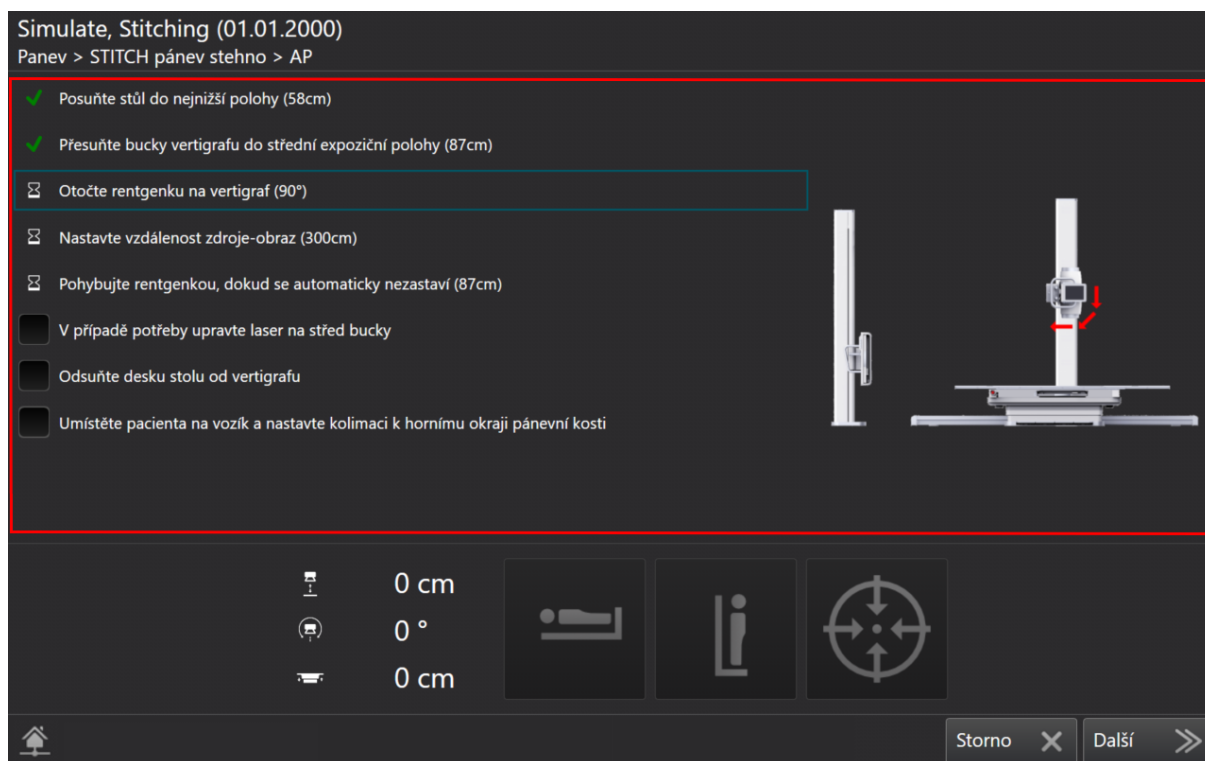 Simulate, Stitching (01.01.2000)
Panev > STITCH pánev stehno > AP
Posuňte stůl do nejnižší polohy (58cm)
Přesuňte bucky vertigrafu do střední expoziční polohy (87cm)
Otočte rentgenku na vertigraf (90°)
Nastavte vzdálenost zdroje-obraz (300cm)
Pohybujte rentgenkou, dokud se automaticky nezastaví (87cm)
V případě potřeby upravte laser na střed bucky
Odsuňte desku stolu od vertigrafu
Umístěte pacienta na vozík a nastavte kolimaci k hornímu okraji pánevní kosti
0 cm
0 °
0 cm
Storno
Další